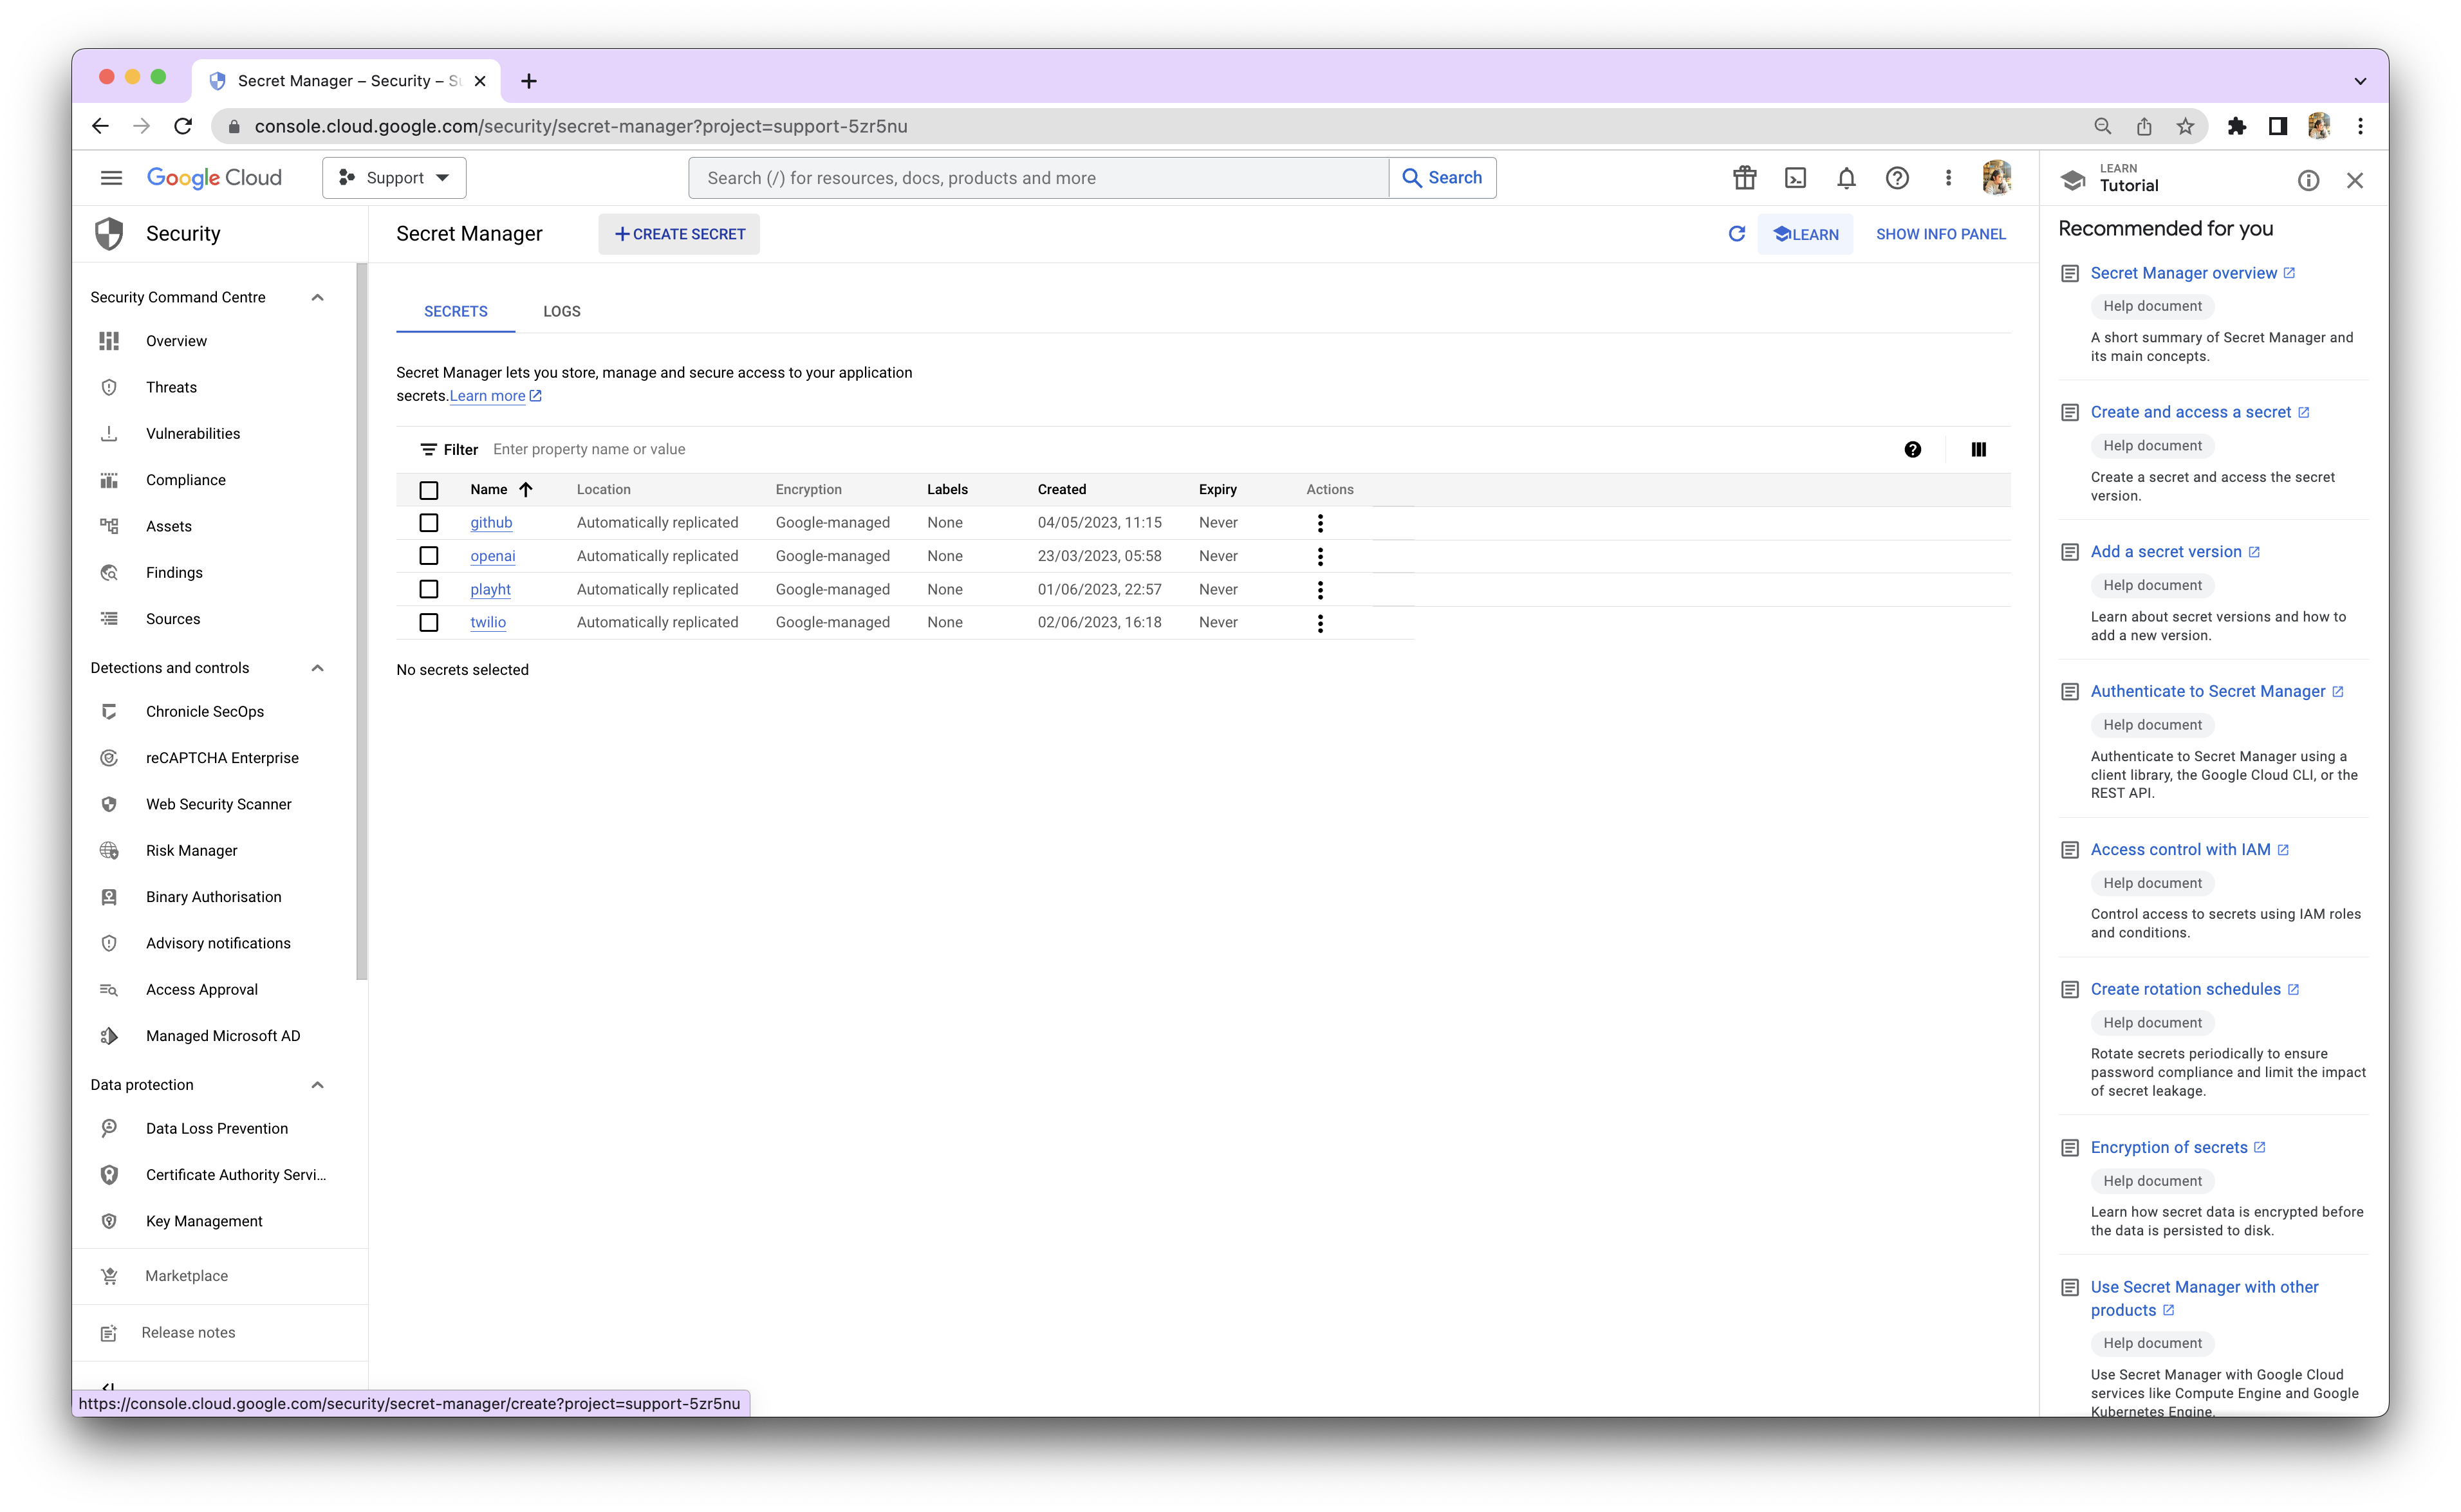 Secret Manager – Security – Su
console.cloud.google.com/security/secret-manager?project=support-5zr5nu
Google Cloud
Support
Search (/) for resources, docs, products and more
Search
LEARN
Tutorial
Security
Secret Manager
CREATE SECRET
LEARN
SHOW INFO PANEL
Security Command Centre
Overview
Threats
Vulnerabilities
Compliance
Assets
Findings
Sources
Detections and controls
Chronicle SecOps
reCAPTCHA Enterprise
Web Security Scanner
Risk Manager
Binary Authorisation
Advisory notifications
Access Approval
Managed Microsoft AD
Data protection
Data Loss Prevention
Certificate Authority Servi...
Key Management
Marketplace
Release notes
https://console.cloud.google.com/security/secret-manager/create?project=support-5zr5nu
SECRETS LOGS
Secret Manager lets you store, manage and secure access to your application
secrets.Learn more
Filter Enter property name or value
Name Location Encryption Labels Created Expiry Actions
github Automatically replicated Google-managed None 04/05/2023, 11:15 Never
openai Automatically replicated Google-managed None 23/03/2023, 05:58 Never
playht Automatically replicated Google-managed None 01/06/2023, 22:57 Never
twilio Automatically replicated Google-managed None 02/06/2023, 16:18 Never
No secrets selected
Recommended for you
Secret Manager overview
Help document
A short summary of Secret Manager and
its main concepts.
Create and access a secret
Help document
Create a secret and access the secret
version.
Add a secret version
Help document
Learn about secret versions and how to
add a new version.
Authenticate to Secret Manager
Help document
Authenticate to Secret Manager using a
client library, the Google Cloud CLI, or the
REST API.
Access control with IAM
Help document
Control access to secrets using IAM roles
and conditions.
Create rotation schedules
Help document
Rotate secrets periodically to ensure
password compliance and limit the impact
of secret leakage.
Encryption of secrets
Help document
Learn how secret data is encrypted before
the data is persisted to disk.
Use Secret Manager with other
products
Help document
Use Secret Manager with Google Cloud
services like Compute Engine and Google
Kubernetes Engine.